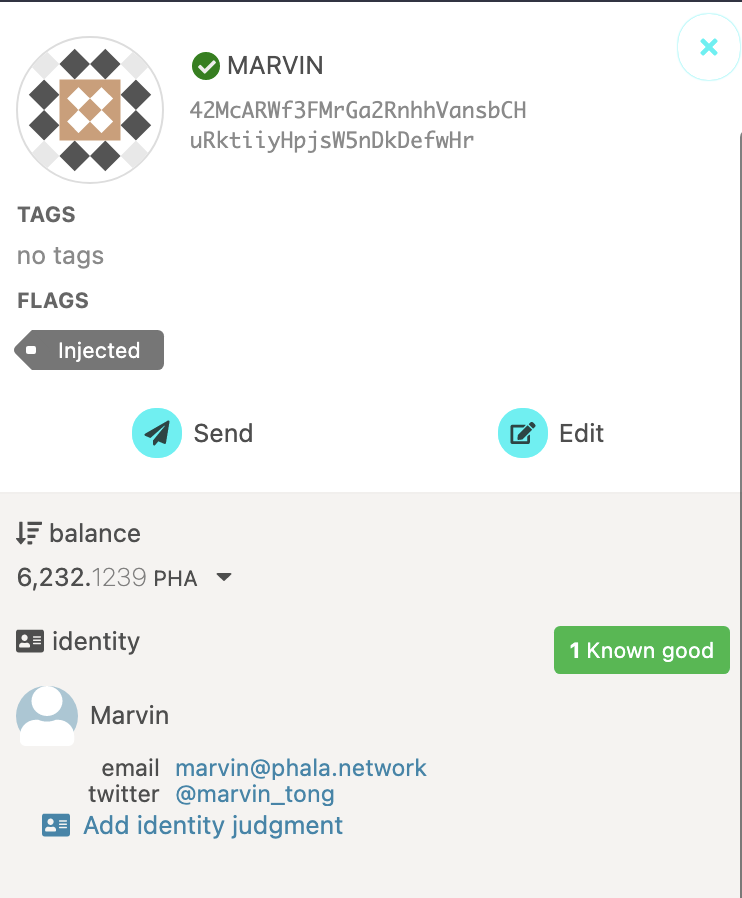 MARVIN
42McARWf3FMrGa2RnhhVansbCH
uRktiiyHpjsW5nDkDefwHr
TAGS
no tags
FLAGS
Injected
Send
Edit
balance
6,232.1239 PHA
identity
1 Known good
Marvin
email marvin@phala.network
twitter @marvin_tong
Add identity judgment